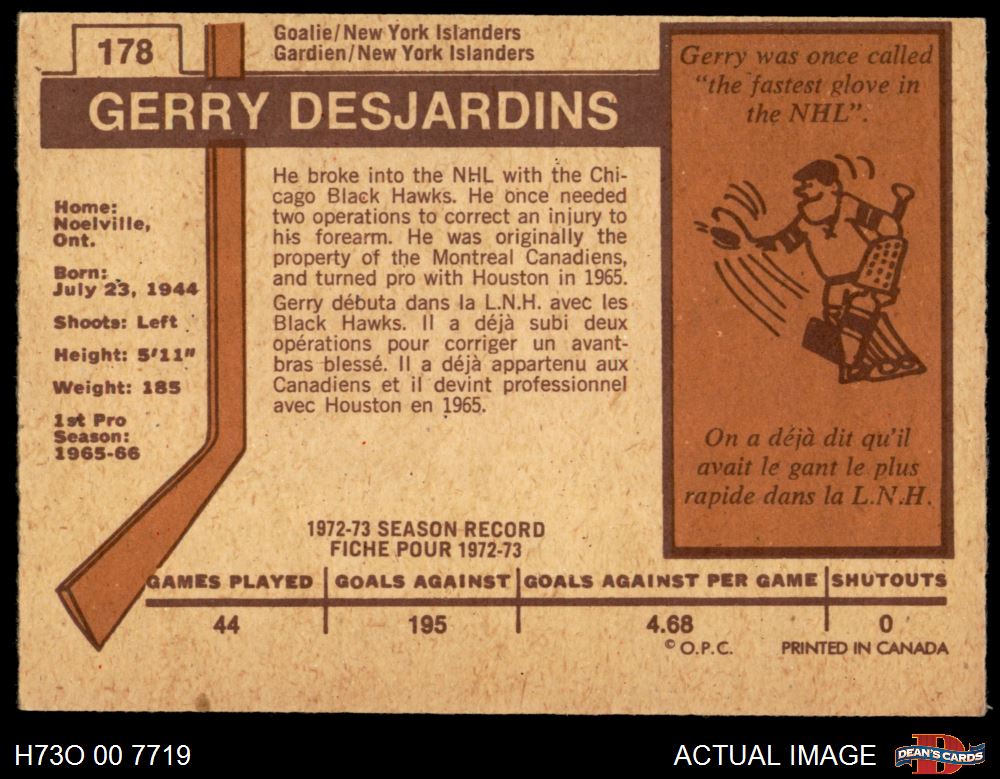 178
Goalie/New York Islanders
Gardien/New York Islanders
GERRY DESJARDINS
Home:
Noelville,
Ont.
Born:
July 23, 1944
Shoots: Left
Height: 5'11"
Weight: 185
1st Pro
Season:
1965-66
He broke into the NHL with the Chi-
cago Black Hawks. He once needed
two operations to correct an injury to
his forearm. He was originally the
property of the Montreal Canadiens,
and turned pro with Houston in 1965.
Gerry débuta dans la L.N.H. avec les
Black Hawks. Il a déjà subi deux
opérations pour corriger un avant-
bras blessé. Il a déjà appartenu aux
Canadiens et il devint professionnel
avec Houston en 1965.
Gerry was once called
"the fastest glove in
the NHL".
On a déjà dit qu'il
avait le gant le plus
rapide dans la L.N.H.
1972-73 SEASON RECORD
FICHE POUR 1972-73
GAMES PLAYED GOALS AGAINST GOALS AGAINST PER GAME SHUTOUTS
44 195 4.68 0
© O.P.C. PRINTED IN CANADA
H73O 00 7719 ACTUAL IMAGE DEAN'S CARDS